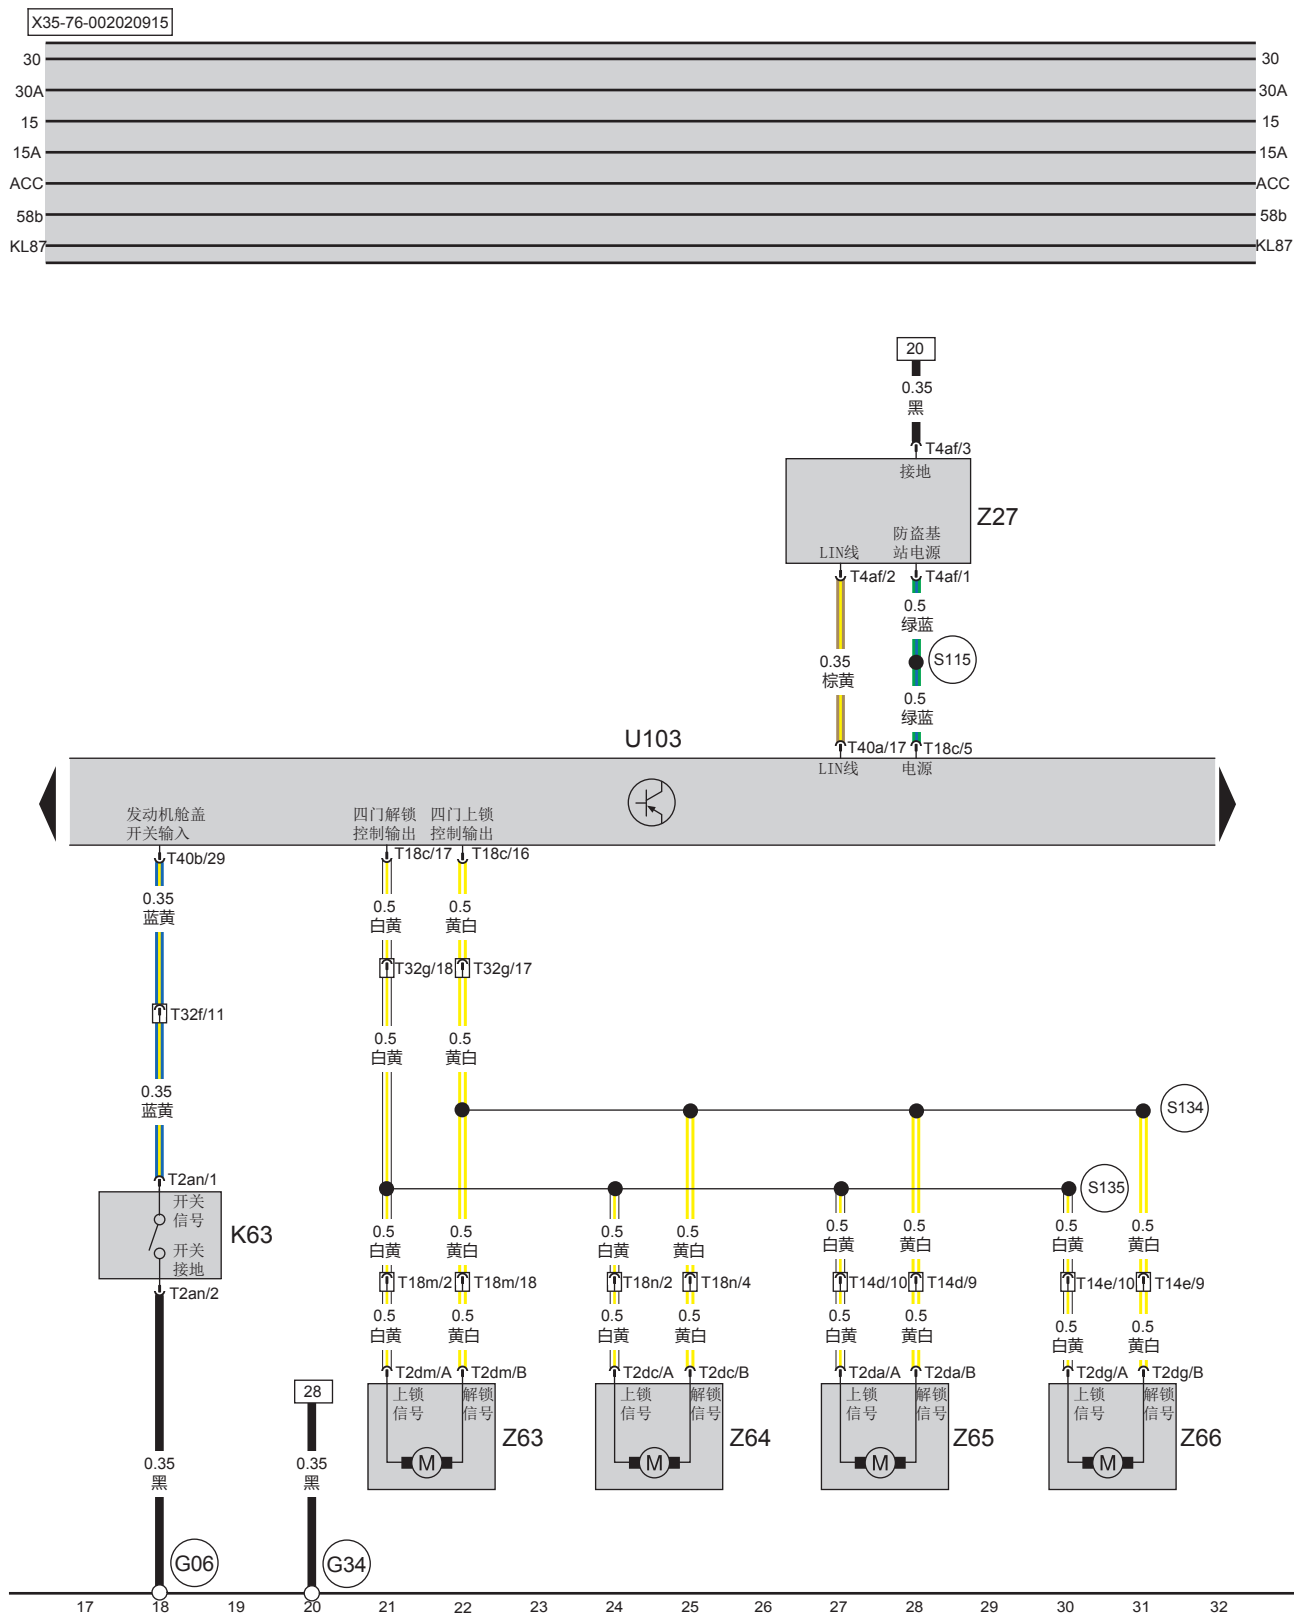 X35-76-002020915
30 30
30A 30A
15 15
15A 15A
ACC ACC
58b 58b
KL87 KL87
20
0.35
黑
T4af/3
接地
Z27
防盗基
LIN线 站电源
T4af/2 T4af/1
0.5
绿蓝
S115
0.35
棕黄
0.5
绿蓝
U103
T40a/17 T18c/5
LIN线 电源
发动机舱盖 四门解锁 四门上锁
开关输入 控制输出 控制输出
T40b/29 T18c/17 T18c/16
0.35 0.5 0.5
蓝黄 白黄 黄白
T32g/18 T32g/17
T32f/11
0.5 0.5
白黄 黄白
0.35
蓝黄
S134
T2an/1
S135
开关
信号
K63
开关
接地
0.5 0.5 0.5 0.5 0.5 0.5 0.5 0.5
白黄 黄白 白黄 黄白 白黄 黄白 白黄 黄白
T2an/2
T18m/2 T18m/18 T18n/2 T18n/4 T14d/10 T14d/9 T14e/10 T14e/9
0.5 0.5 0.5 0.5 0.5 0.5 0.5 0.5
白黄 黄白 白黄 黄白 白黄 黄白 白黄 黄白
T2dm/A T2dm/B T2dc/A T2dc/B T2da/A T2da/B T2dg/A T2dg/B
28
上锁 解锁 上锁 解锁 上锁 解锁 上锁 解锁
信号 信号 信号 信号 信号 信号 信号 信号
Z63 Z64 Z65 Z66
M M M M
0.35 0.35
黑 黑
G06 G34
17 18 19 20 21 22 23 24 25 26 27 28 29 30 31 32